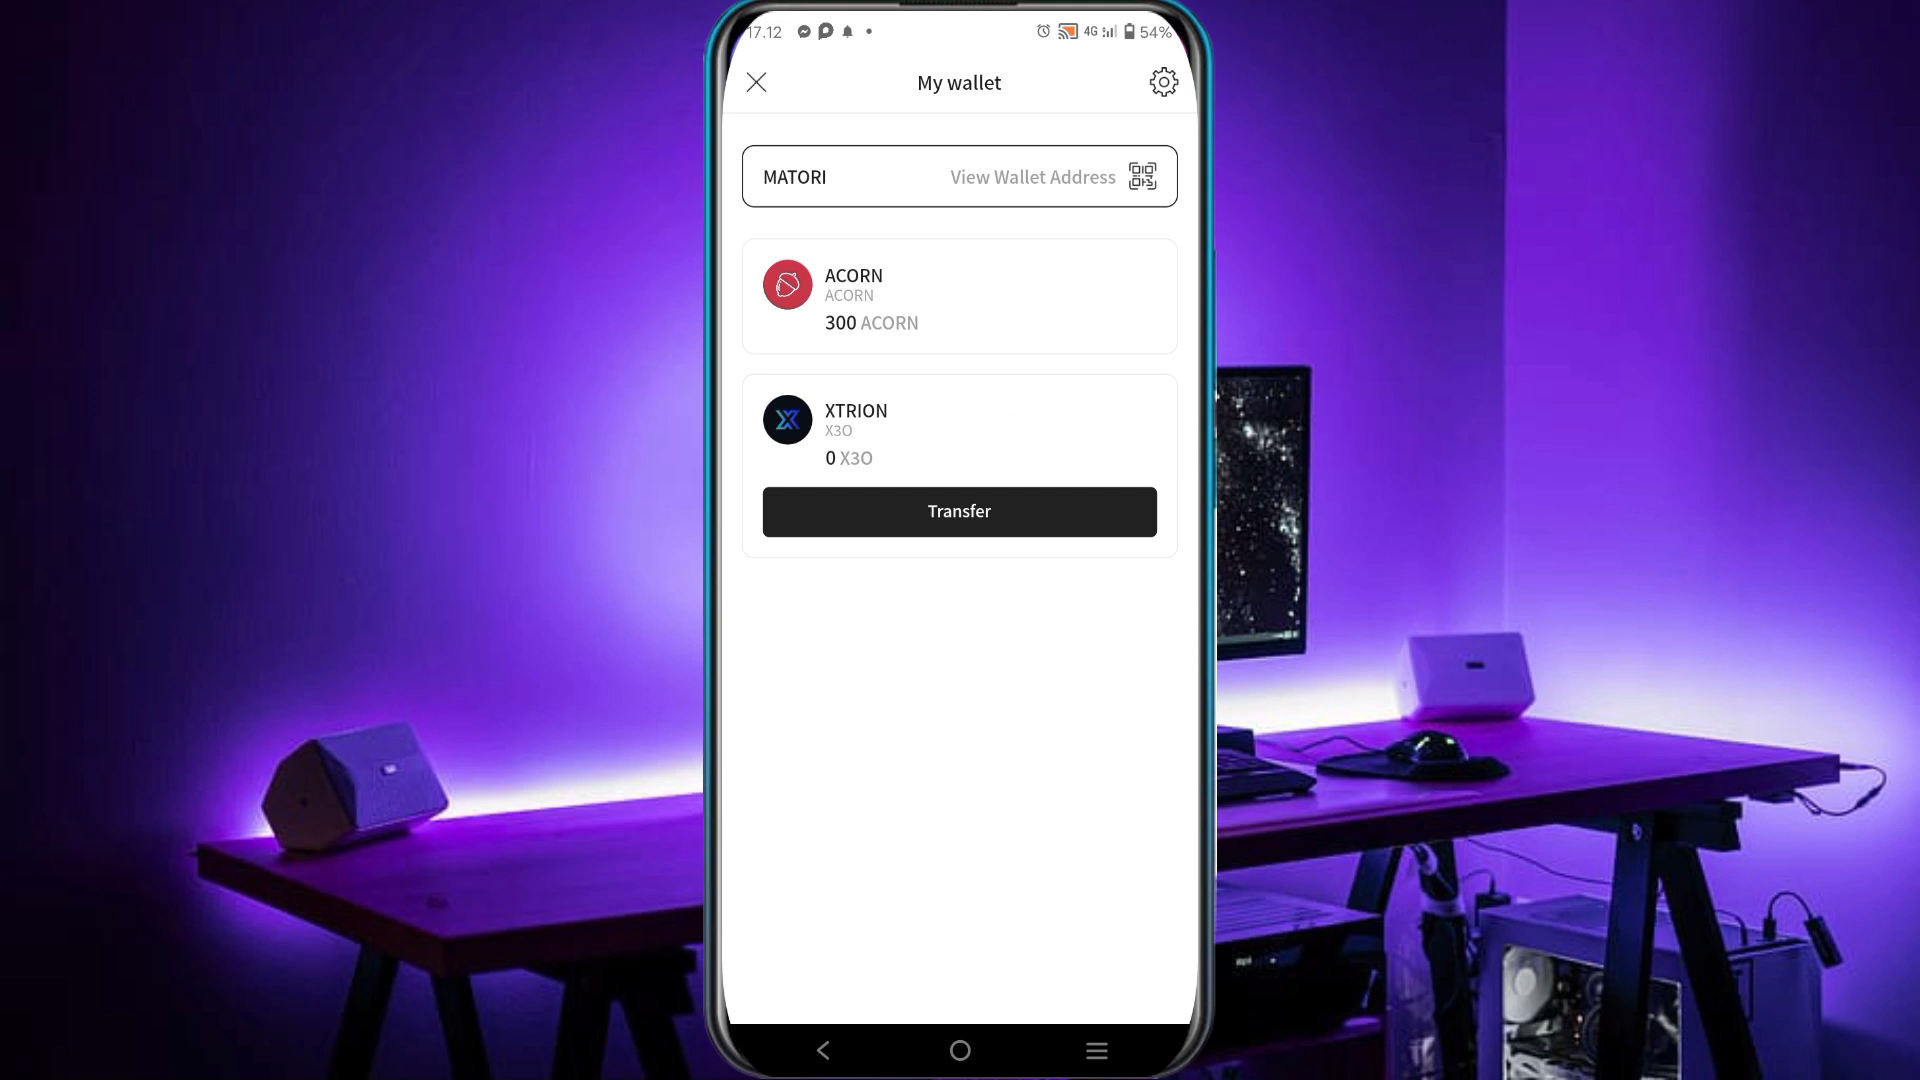 17.12 4G 54%
My wallet
MATORI View Wallet Address
ACORN
ACORN
300 ACORN
XTRION
X3O
0 X3O
Transfer